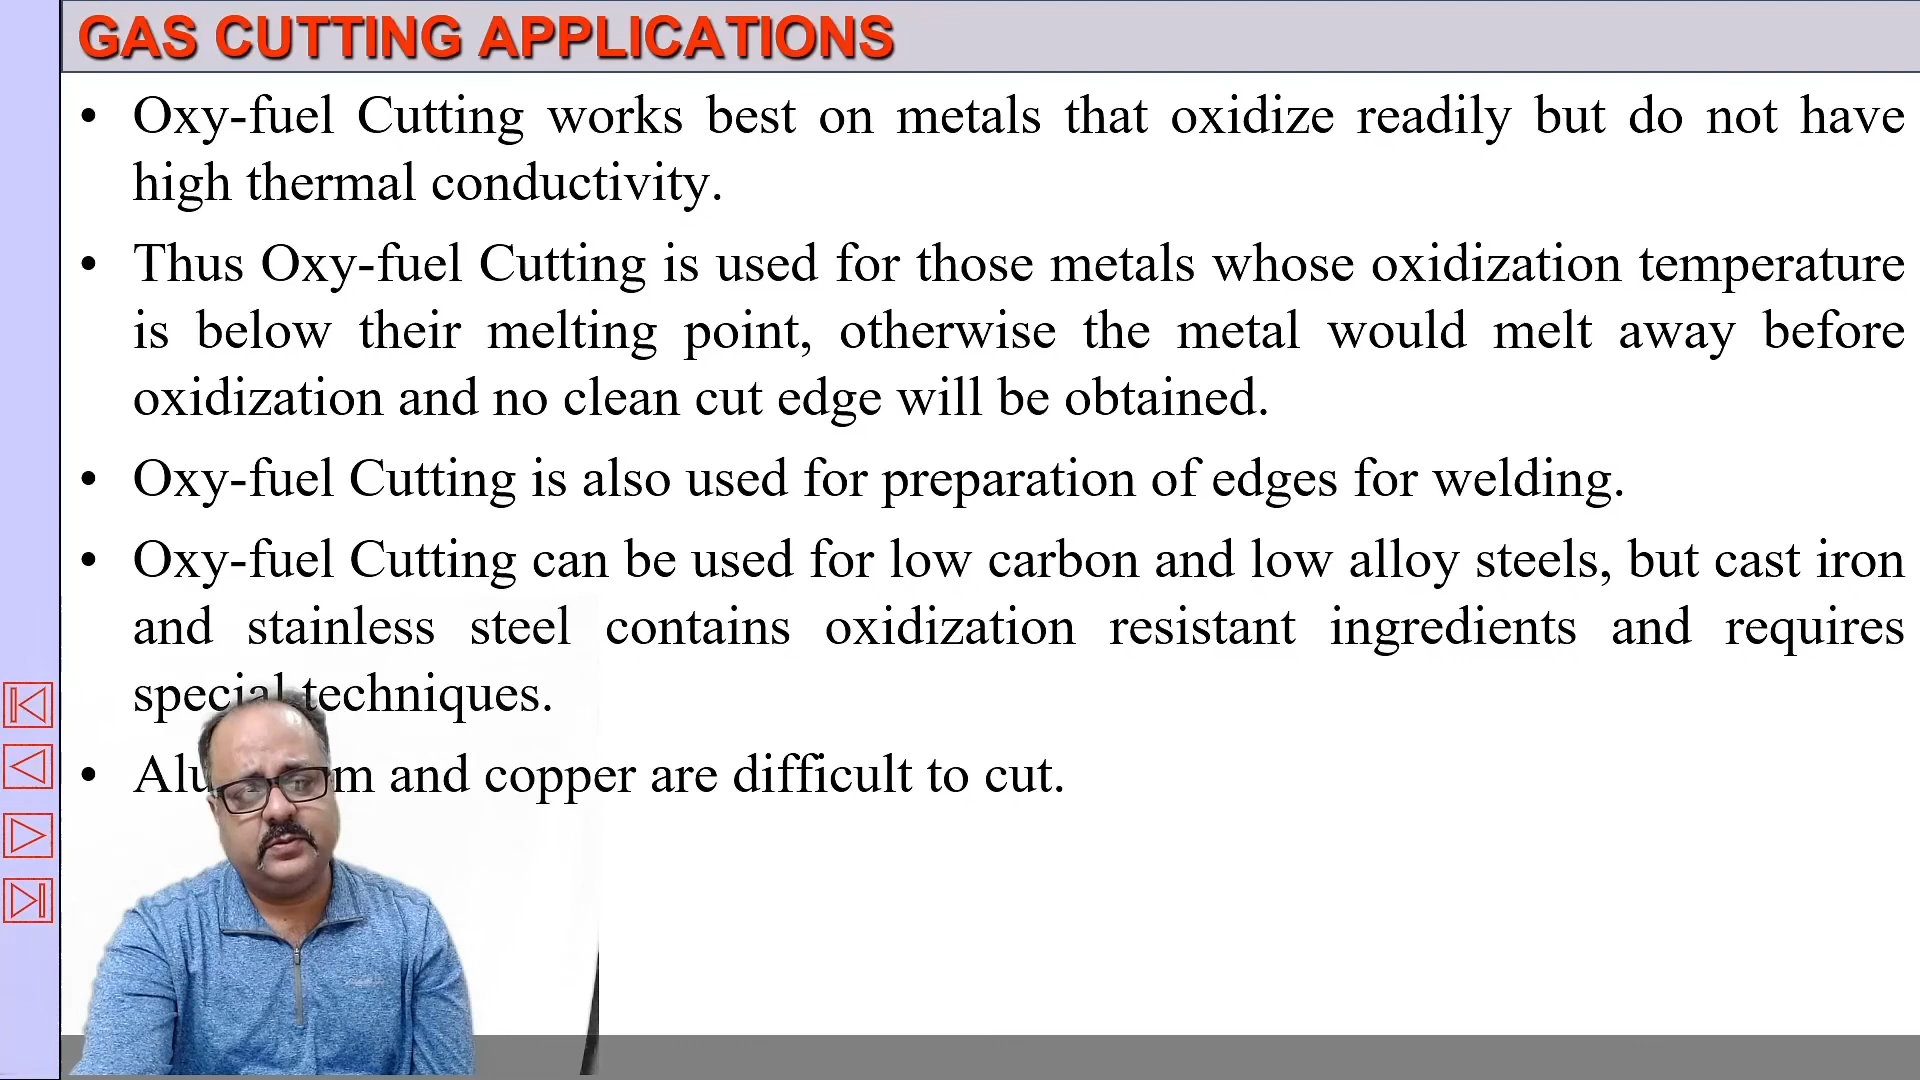 GAS CUTTING APPLICATIONS
• Oxy-fuel Cutting works best on metals that oxidize readily but do not have
high thermal conductivity.
• Thus Oxy-fuel Cutting is used for those metals whose oxidization temperature
is below their melting point, otherwise the metal would melt away before
oxidization and no clean cut edge will be obtained.
• Oxy-fuel Cutting is also used for preparation of edges for welding.
• Oxy-fuel Cutting can be used for low carbon and low alloy steels, but cast iron
and stainless steel contains oxidization resistant ingredients and requires
special techniques.
• and copper are difficult to cut.